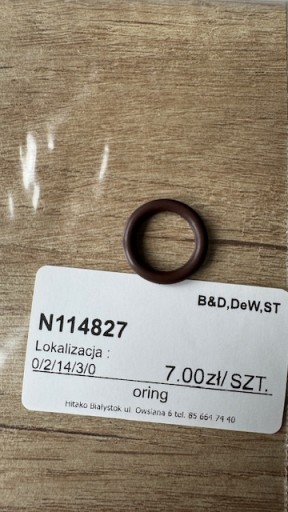 B&D,DeW,ST
N114827
Lokalizacja :
0/2/14/3/0
7.00zł/SZT.
oring
Hitako Białystok ul. Owsiana 6 tel. 85 664 74 40